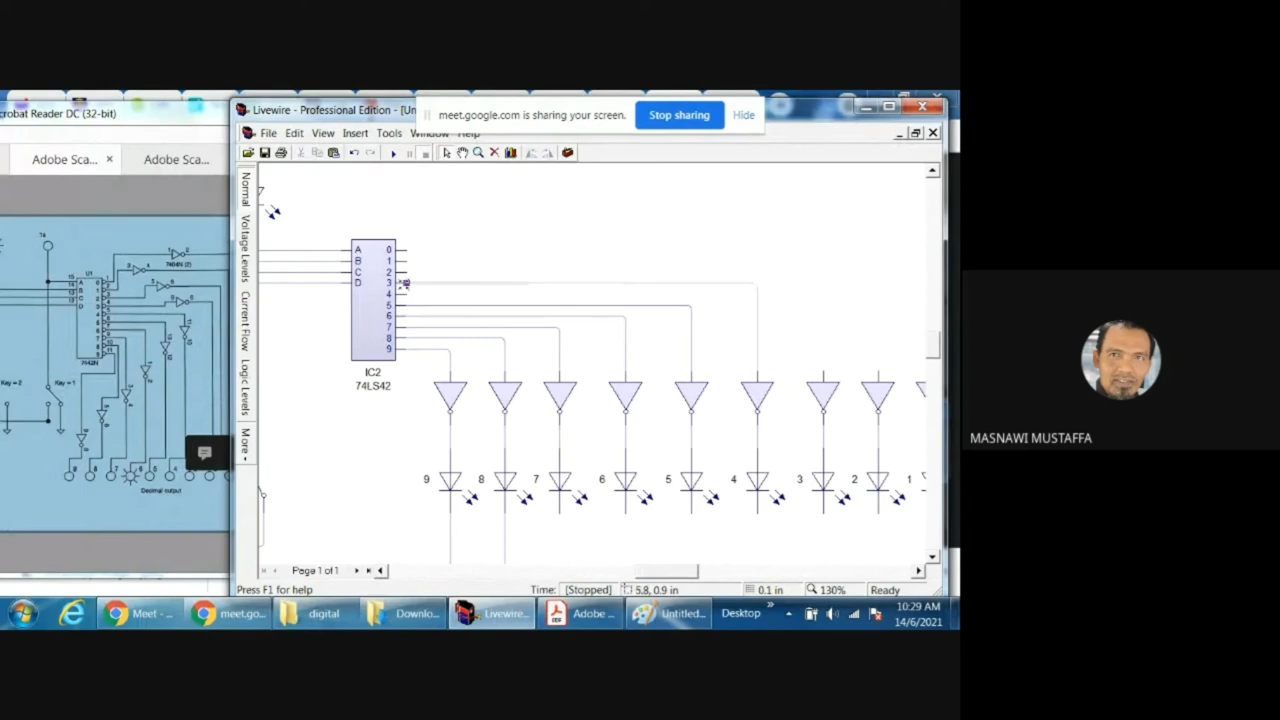 crobat Reader DC (32-bit)
Livewire - Professional Edition - [Un
meet.google.com is sharing your screen.
Stop sharing
Hide
File Edit View Insert Tools Window Help
Adobe Sca... ×
Adobe Sca...
Normal
Voltage Levels
Current Flow
Logic Levels
More
A 0
B 1
C 2
D 3
4
5
6
7
8
9
IC2
74LS42
9 8 7 6 5 4 3 2 1
U1
7442N
Key = 2
Key = 1
Decimal output
MASNAWI MUSTAFFA
Page 1 of 1
Press F1 for help
Time: [Stopped] 5.8, 0.9 in 0.1 in 130% Ready
Meet - ...
meet.go...
digital
Downlo...
Livewire...
Adobe ...
Untitled...
Desktop
10:29 AM
14/6/2021